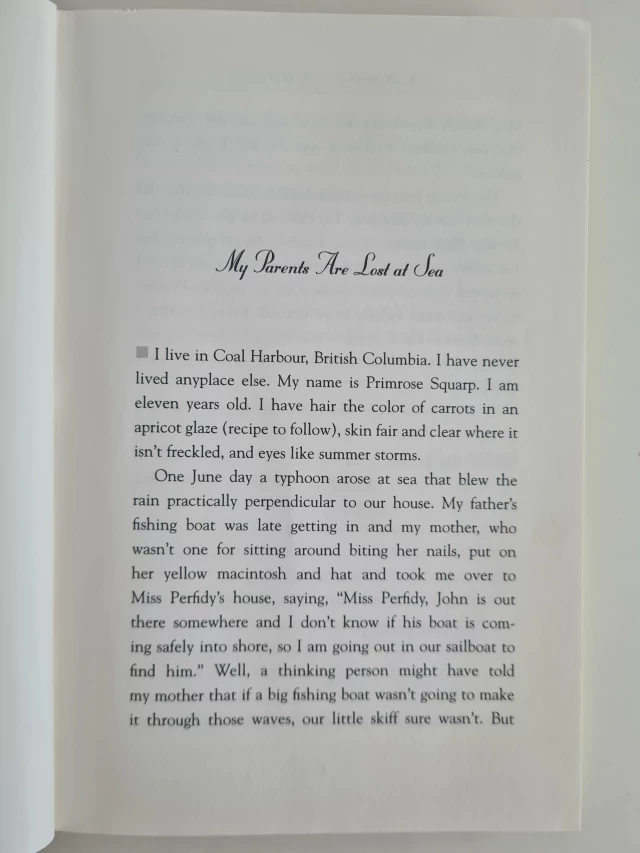 My Parents Are Lost at Sea
I live in Coal Harbour, British Columbia. I have never
lived anyplace else. My name is Primrose Squarp. I am
eleven years old. I have hair the color of carrots in an
apricot glaze (recipe to follow), skin fair and clear where it
isn't freckled, and eyes like summer storms.
One June day a typhoon arose at sea that blew the
rain practically perpendicular to our house. My father's
fishing boat was late getting in and my mother, who
wasn't one for sitting around biting her nails, put on
her yellow macintosh and hat and took me over to
Miss Perfidy's house, saying, “Miss Perfidy, John is out
there somewhere and I don't know if his boat is com-
ing safely into shore, so I am going out in our sailboat to
find him.” Well, a thinking person might have told
my mother that if a big fishing boat wasn't going to make
it through those waves, our little skiff sure wasn't. But